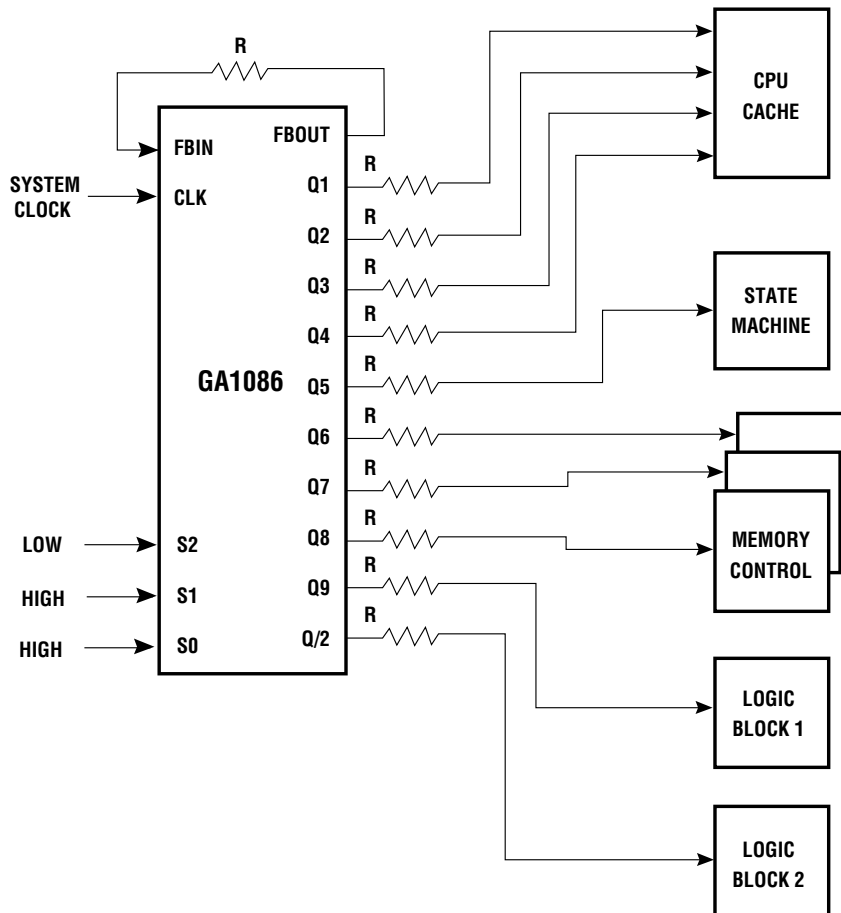 R
CPU
CACHE
FBIN
FBOUT
SYSTEM
CLOCK
CLK
R
Q1
R
Q2
R
Q3
R
Q4
STATE
MACHINE
GA1086
R
Q5
R
Q6
R
Q7
R
Q8
LOW
S2
MEMORY
CONTROL
HIGH
S1
R
Q9
HIGH
S0
R
Q/2
LOGIC
BLOCK 1
LOGIC
BLOCK 2